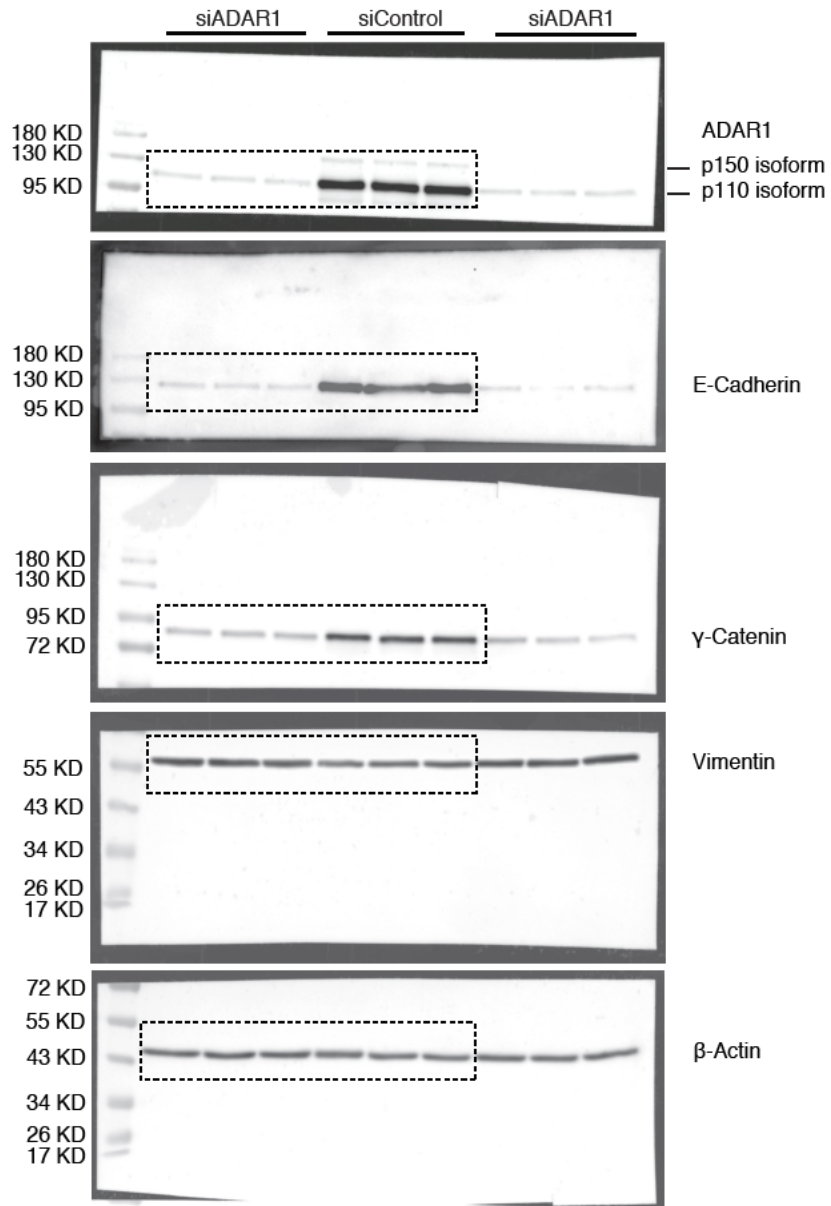 siADAR1 siControl siADAR1
180 KD
130 KD
95 KD
ADAR1
p150 isoform
p110 isoform
180 KD
130 KD
95 KD
E-Cadherin
180 KD
130 KD
95 KD
72 KD
γ-Catenin
55 KD
43 KD
34 KD
26 KD
17 KD
Vimentin
72 KD
55 KD
43 KD
34 KD
26 KD
17 KD
β-Actin